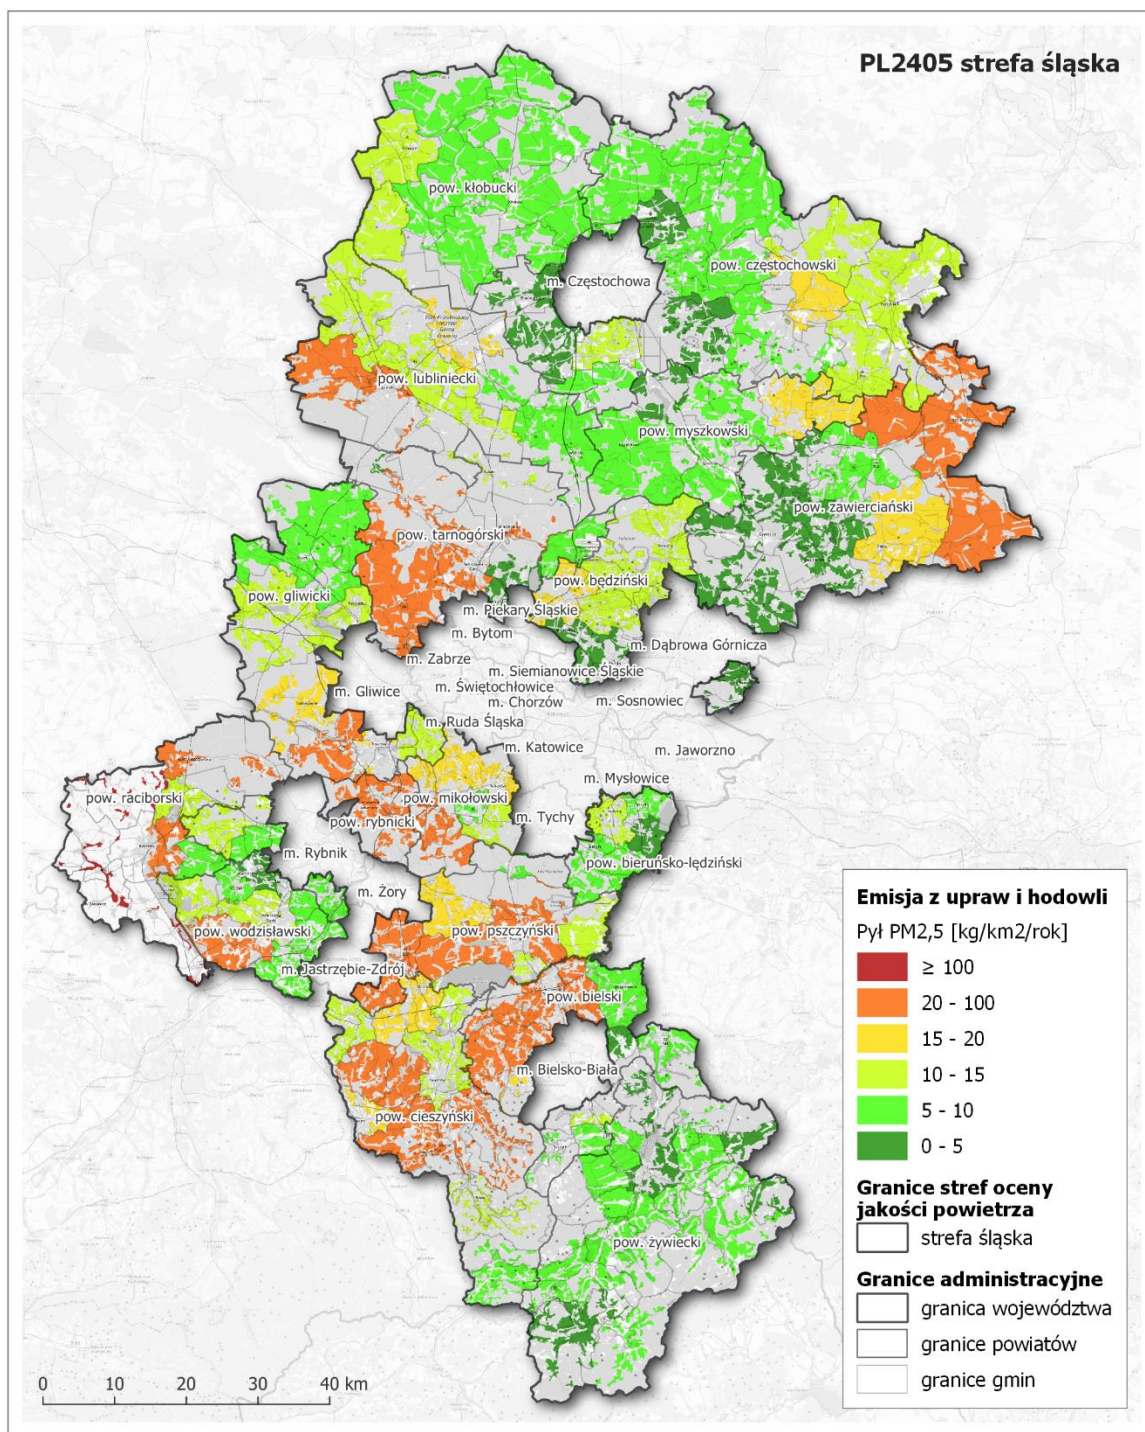 PL2405 strefa śląska
pow. kłobucki
pow. częstochowski
m. Częstochowa
pow. lubliniecki
pow. myszkowski
pow. zawierciański
pow. tarnogórski
pow. będziński
pow. gliwicki
m. Piekary Śląskie
m. Bytom
m. Dąbrowa Górnicza
m. Zabrze
m. Siemianowice Śląskie
m. Gliwice
m. Świętochłowice
m. Chorzów
m. Sosnowiec
m. Ruda Śląska
m. Katowice
m. Jaworzno
m. Mysłowice
pow. raciborski
pow. mikołowski
m. Tychy
pow. rybnicki
m. Rybnik
pow. bieruńsko-lędziński
m. Żory
pow. wodzisławski
pow. pszczyński
m. Jastrzębie-Zdrój
pow. bielski
m. Bielsko-Biała
pow. cieszyński
pow. żywiecki
Emisja z upraw i hodowli
Pył PM2,5 [kg/km2/rok]
≥ 100
20 - 100
15 - 20
10 - 15
5 - 10
0 - 5
Granice stref oceny
jakości powietrza
strefa śląska
Granice administracyjne
granica województwa
granice powiatów
granice gmin
0 10 20 30 40 km